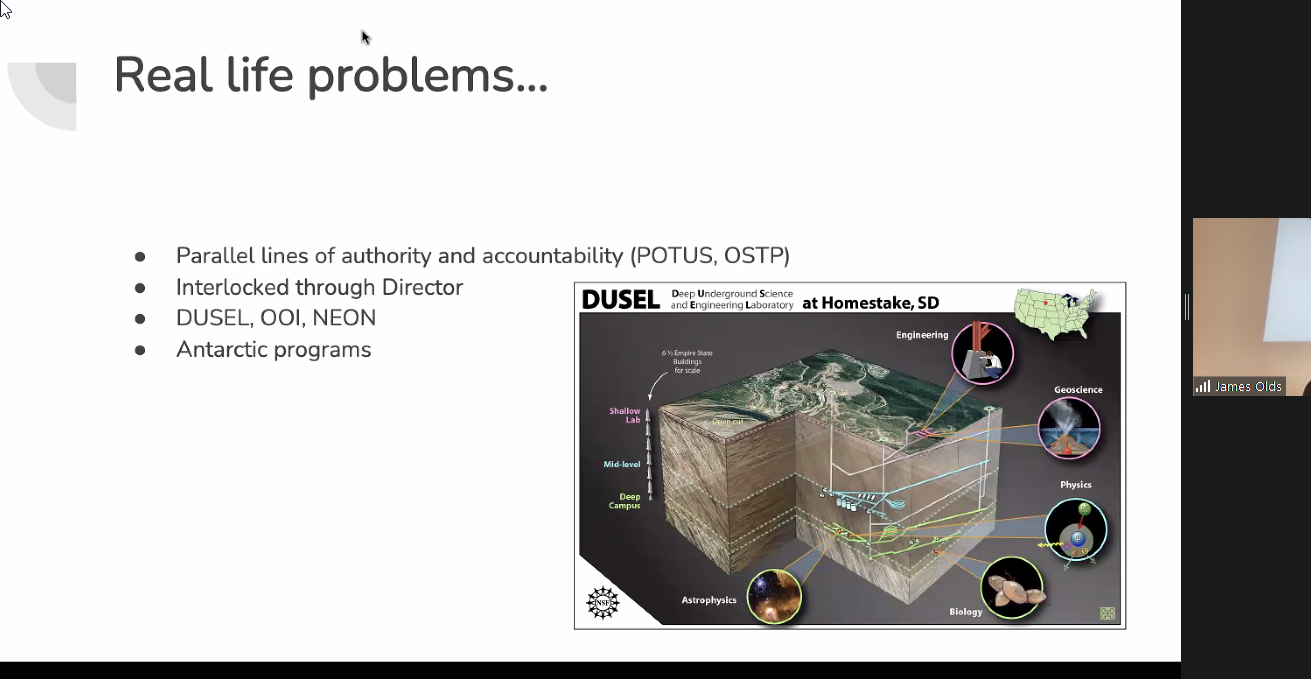 Real life problems...
● Parallel lines of authority and accountability (POTUS, OSTP)
● Interlocked through Director
● DUSEL, OOI, NEON
● Antarctic programs
DUSEL Deep Underground Science
and Engineering Laboratory at Homestake, SD
Engineering
6 ½ Empire State
Buildings
for scale
Geoscience
Shallow
Lab
Open cut
Mid-level
Physics
Deep
Campus
Astrophysics
Biology
NSF
James Olds